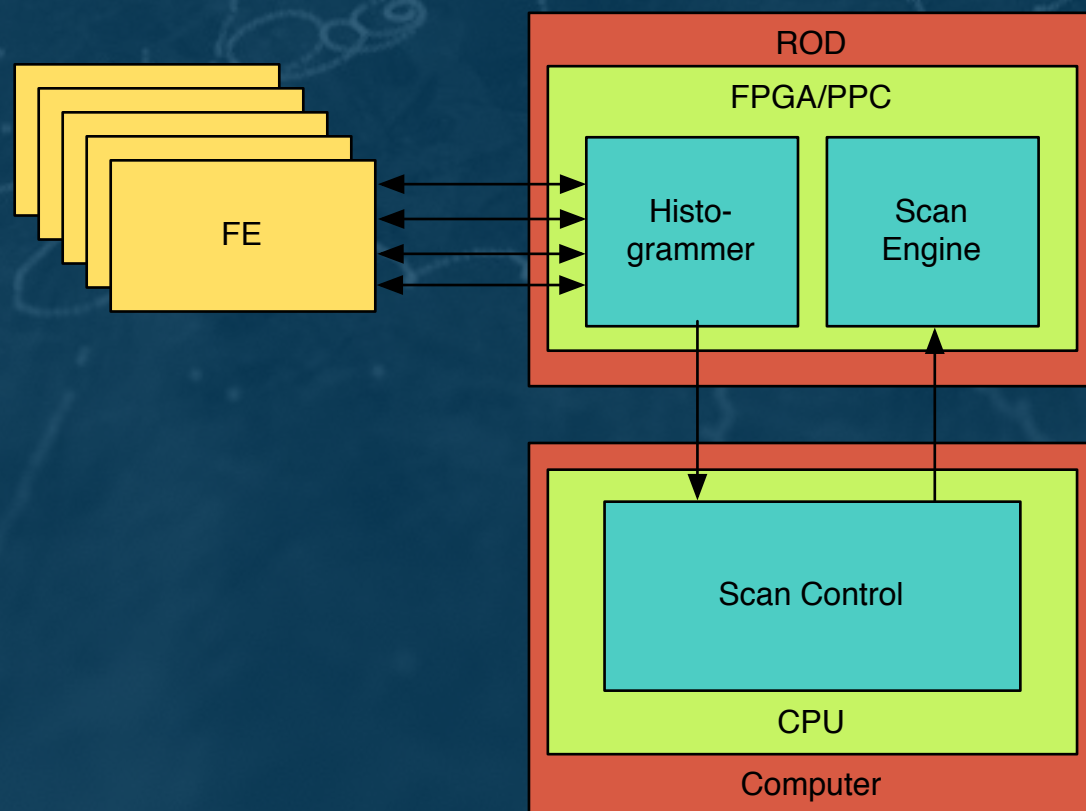 ROD
FPGA/PPC
FE
Histo-
grammer
Scan
Engine
Scan Control
CPU
Computer